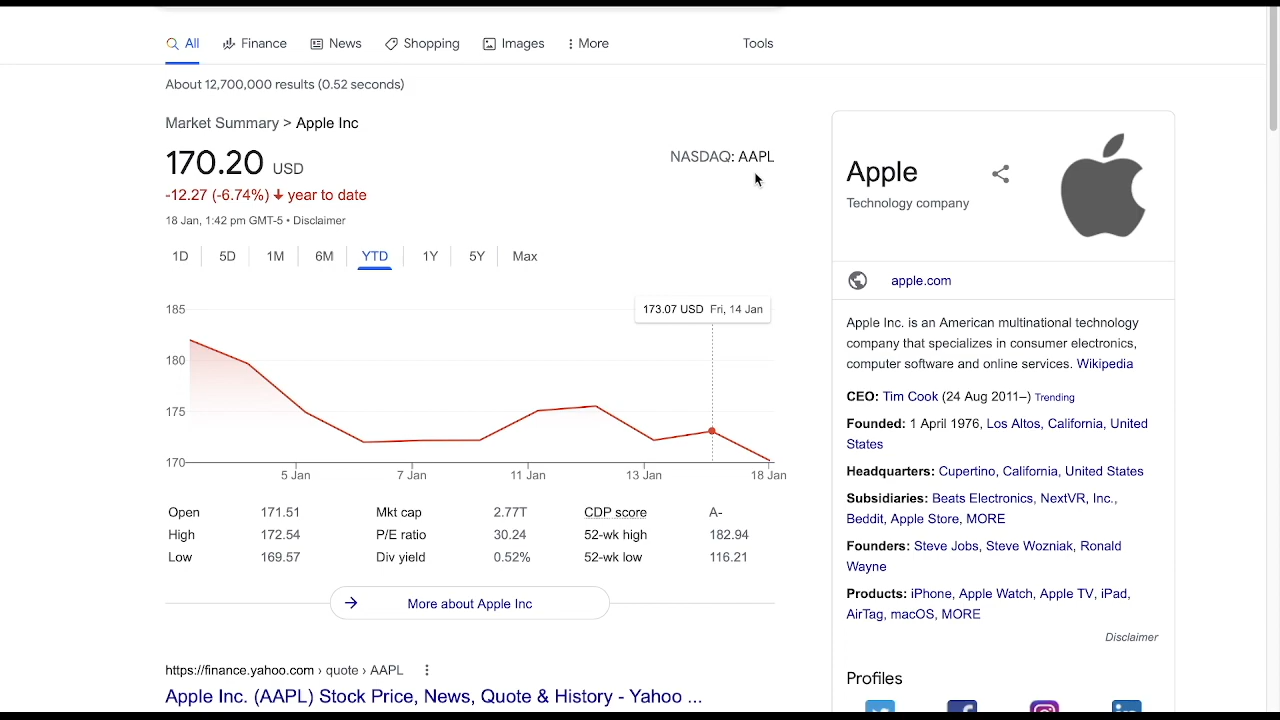 All Finance News Shopping Images More Tools
About 12,700,000 results (0.52 seconds)
Market Summary > Apple Inc
170.20 USD
NASDAQ: AAPL
-12.27 (-6.74%) year to date
18 Jan, 1:42 pm GMT-5 • Disclaimer
1D 5D 1M 6M YTD 1Y 5Y Max
173.07 USD Fri, 14 Jan
185
180
175
170
5 Jan 7 Jan 11 Jan 13 Jan 18 Jan
Open 171.51 Mkt cap 2.77T CDP score A-
High 172.54 P/E ratio 30.24 52-wk high 182.94
Low 169.57 Div yield 0.52% 52-wk low 116.21
More about Apple Inc
https://finance.yahoo.com › quote › AAPL
Apple Inc. (AAPL) Stock Price, News, Quote & History - Yahoo ...
Apple
Technology company
apple.com
Apple Inc. is an American multinational technology
company that specializes in consumer electronics,
computer software and online services. Wikipedia
CEO: Tim Cook (24 Aug 2011–) Trending
Founded: 1 April 1976, Los Altos, California, United
States
Headquarters: Cupertino, California, United States
Subsidiaries: Beats Electronics, NextVR, Inc.,
Beddit, Apple Store, MORE
Founders: Steve Jobs, Steve Wozniak, Ronald
Wayne
Products: iPhone, Apple Watch, Apple TV, iPad,
AirTag, macOS, MORE
Disclaimer
Profiles